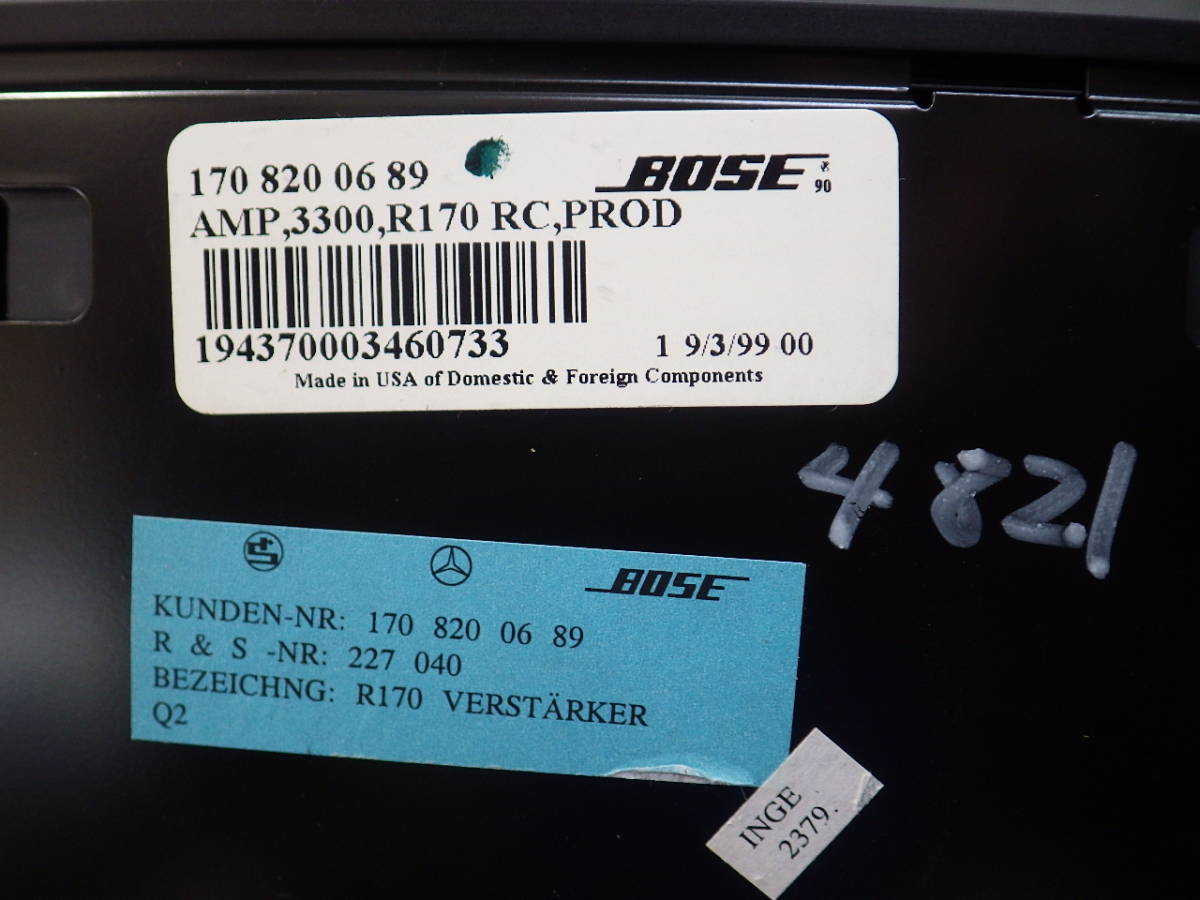 170 820 06 89
BOSE ® 90
AMP,3300,R170 RC,PROD
194370003460733
1 9/3/99 00
Made in USA of Domestic & Foreign Components
4821
BOSE
KUNDEN-NR: 170 820 06 89
R & S -NR: 227 040
BEZEICHNG: R170 VERSTÄRKER
Q2
INGE
2379.